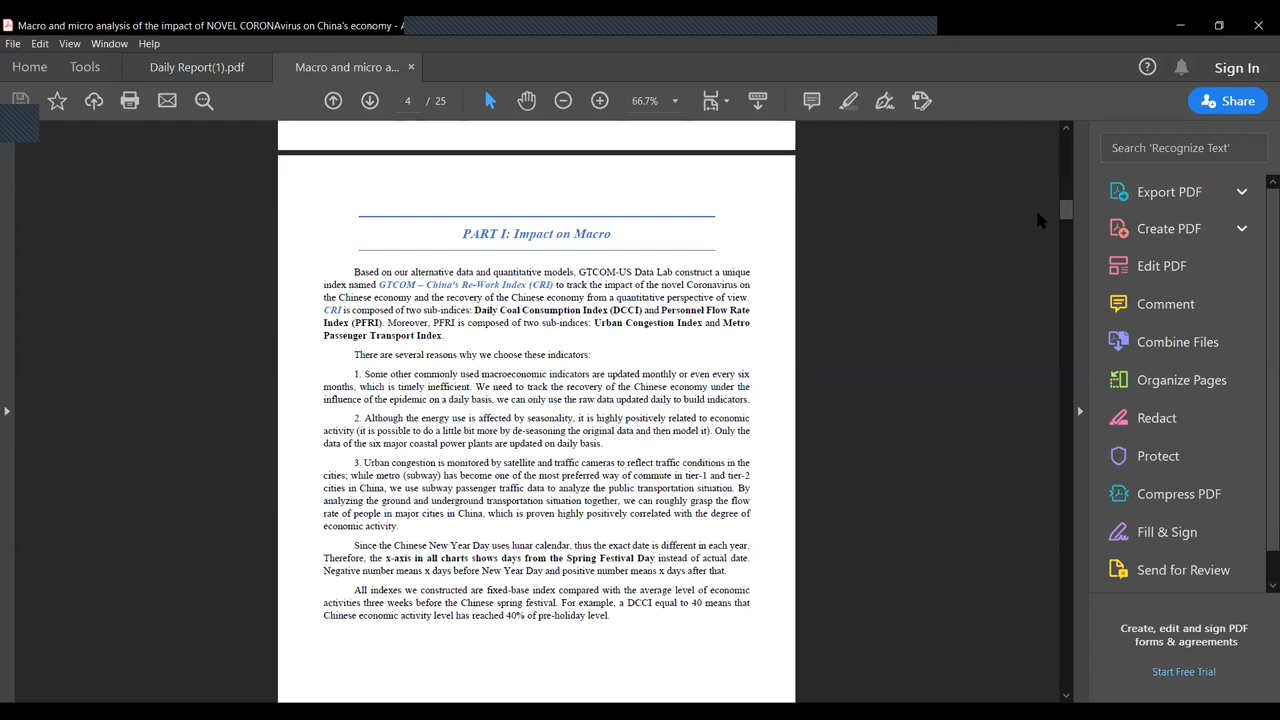 Macro and micro analysis of the impact of NOVEL CORONAvirus on China's economy - A
File Edit View Window Help
Home Tools Daily Report(1).pdf Macro and micro a... ×
Sign In
4 / 25 66.7% Share
Search 'Recognize Text'
Export PDF
Create PDF
Edit PDF
Comment
Combine Files
Organize Pages
Redact
Protect
Compress PDF
Fill & Sign
Send for Review
Create, edit and sign PDF
forms & agreements
Start Free Trial
PART I: Impact on Macro
Based on our alternative data and quantitative models, GTCOM-US Data Lab construct a unique
index named GTCOM – China's Re-Work Index (CRI) to track the impact of the novel Coronavirus on
the Chinese economy and the recovery of the Chinese economy from a quantitative perspective of view.
CRI is composed of two sub-indices: Daily Coal Consumption Index (DCCI) and Personnel Flow Rate
Index (PFRI). Moreover, PFRI is composed of two sub-indices: Urban Congestion Index and Metro
Passenger Transport Index.
There are several reasons why we choose these indicators:
1. Some other commonly used macroeconomic indicators are updated monthly or even every six
months, which is timely inefficient. We need to track the recovery of the Chinese economy under the
influence of the epidemic on a daily basis, we can only use the raw data updated daily to build indicators.
2. Although the energy use is affected by seasonality, it is highly positively related to economic
activity (it is possible to do a little bit more by de-seasoning the original data and then model it). Only the
data of the six major coastal power plants are updated on daily basis.
3. Urban congestion is monitored by satellite and traffic cameras to reflect traffic conditions in the
cities; while metro (subway) has become one of the most preferred way of commute in tier-1 and tier-2
cities in China, we use subway passenger traffic data to analyze the public transportation situation. By
analyzing the ground and underground transportation situation together, we can roughly grasp the flow
rate of people in major cities in China, which is proven highly positively correlated with the degree of
economic activity.
Since the Chinese New Year Day uses lunar calendar, thus the exact date is different in each year.
Therefore, the x-axis in all charts shows days from the Spring Festival Day instead of actual date.
Negative number means x days before New Year Day and positive number means x days after that.
All indexes we constructed are fixed-base index compared with the average level of economic
activities three weeks before the Chinese spring festival. For example, a DCCI equal to 40 means that
Chinese economic activity level has reached 40% of pre-holiday level.